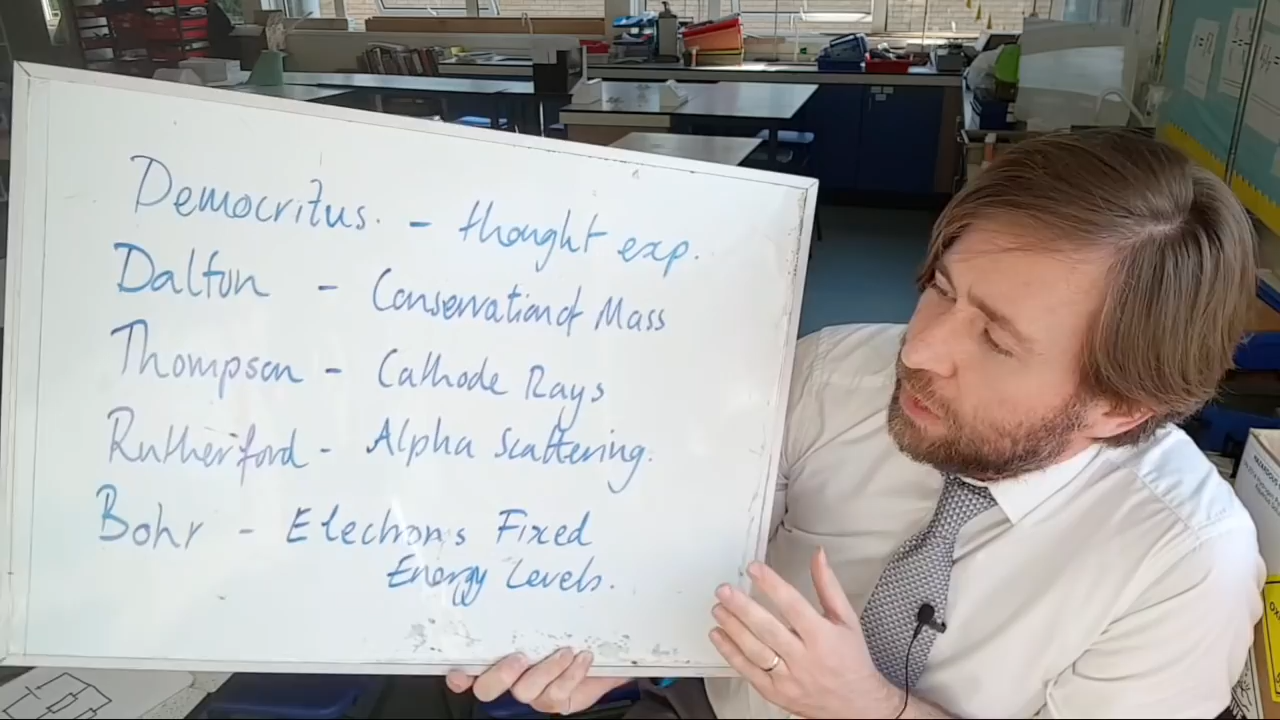 Democritus. - thought exp.
Dalton - Conservation of Mass
Thompson - Cathode Rays
Rutherford - Alpha Scattering.
Bohr - Electrons Fixed
Energy Levels.